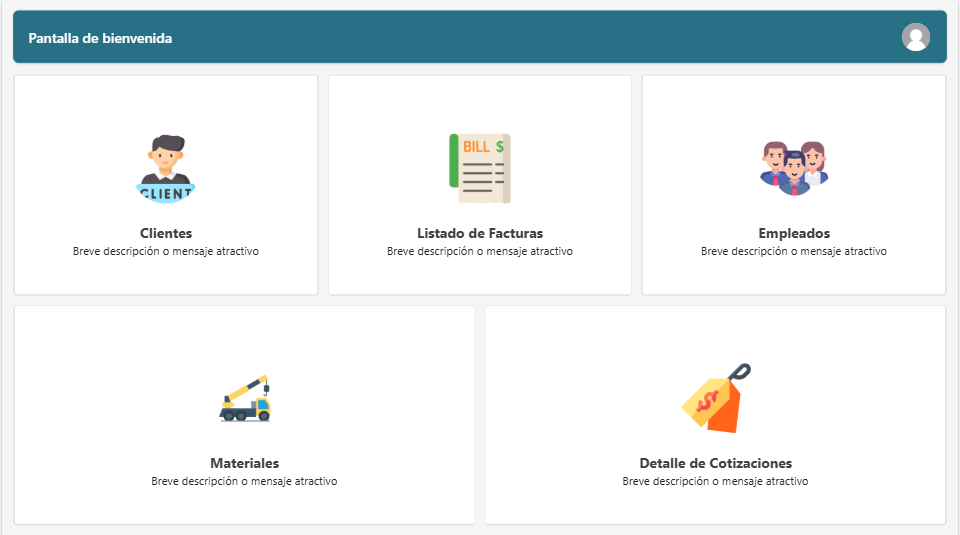 Pantalla de bienvenida
CLIENT
BILL $
Clientes
Breve descripción o mensaje atractivo
Listado de Facturas
Breve descripción o mensaje atractivo
Empleados
Breve descripción o mensaje atractivo
$
Materiales
Breve descripción o mensaje atractivo
Detalle de Cotizaciones
Breve descripción o mensaje atractivo